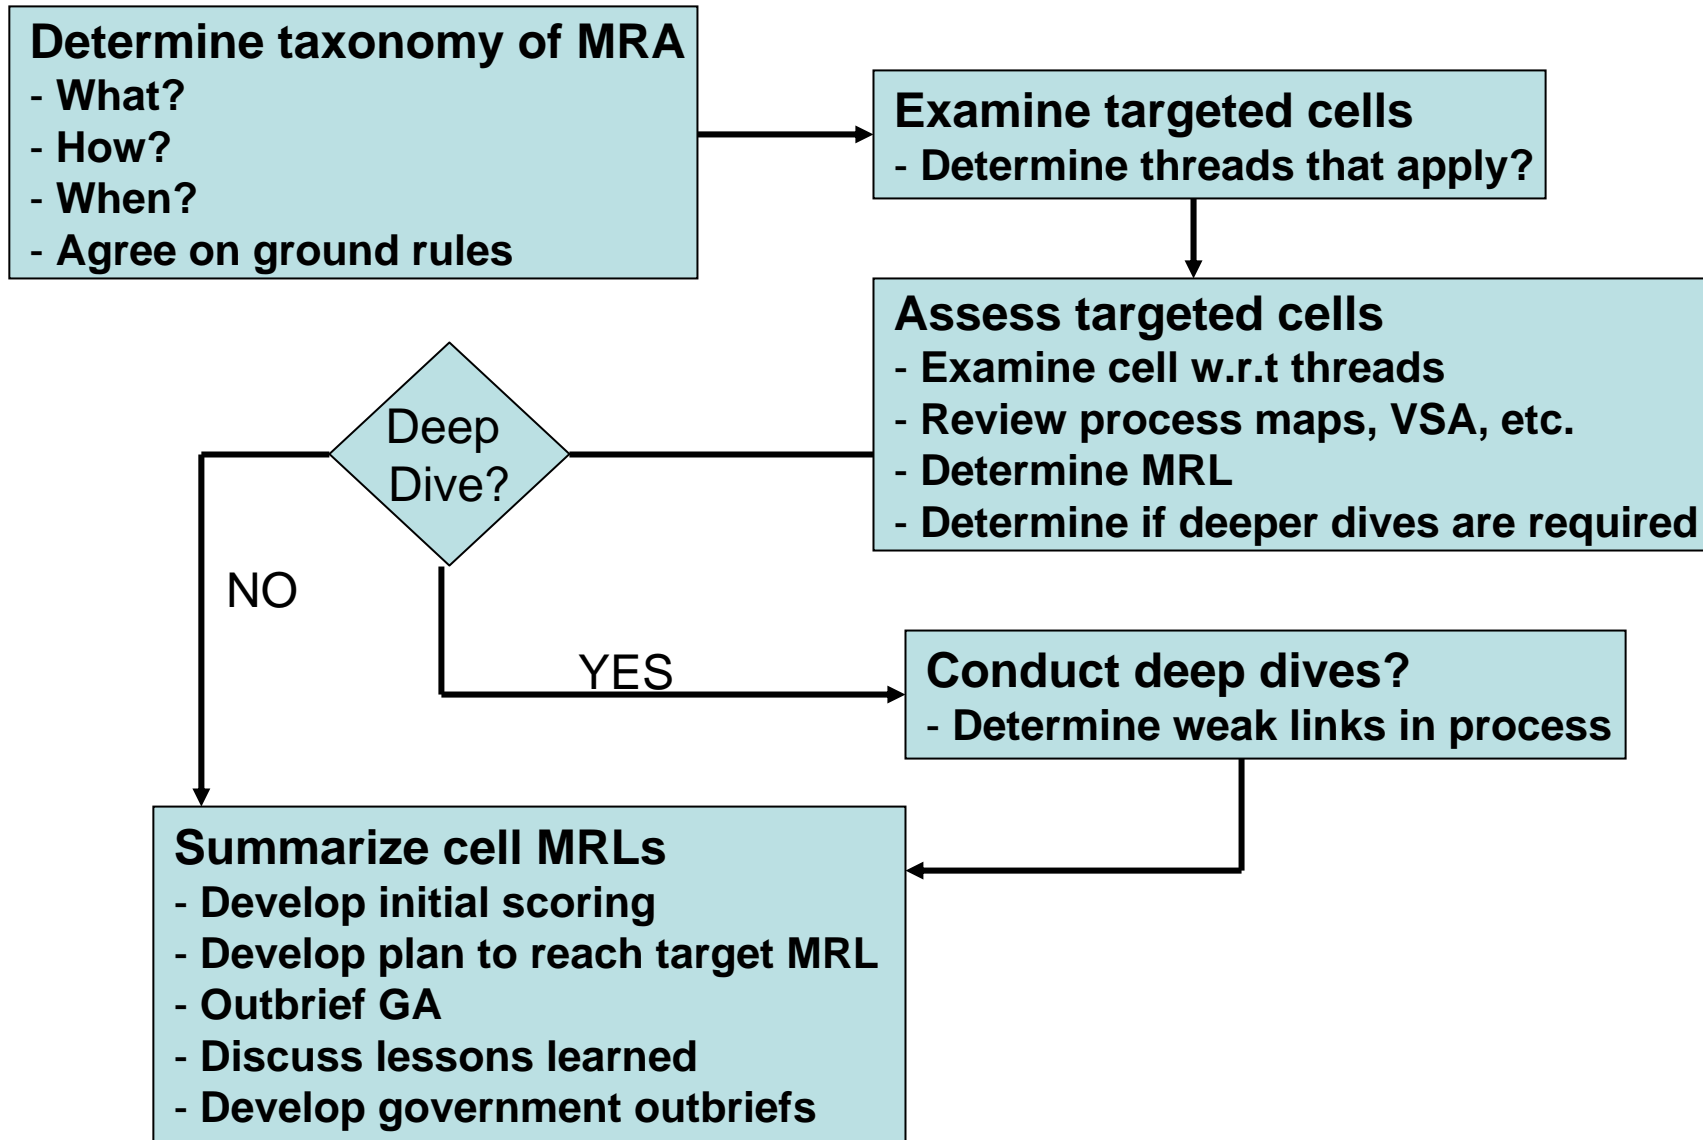 Determine taxonomy of MRA
- What?
- How?
- When?
- Agree on ground rules
Examine targeted cells
- Determine threads that apply?
Assess targeted cells
- Examine cell w.r.t threads
- Review process maps, VSA, etc.
- Determine MRL
- Determine if deeper dives are required
Deep
Dive?
NO
YES
Conduct deep dives?
- Determine weak links in process
Summarize cell MRLs
- Develop initial scoring
- Develop plan to reach target MRL
- Outbrief GA
- Discuss lessons learned
- Develop government outbriefs